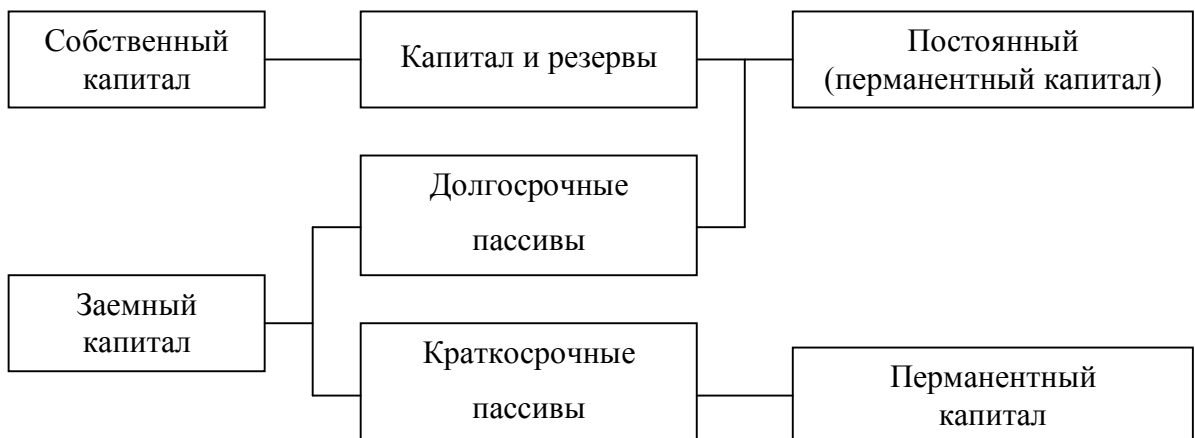 Собственный
капитал
Капитал и резервы
Постоянный
(перманентный капитал)
Долгосрочные
пассивы
Заемный
капитал
Краткосрочные
пассивы
Перманентный
капитал